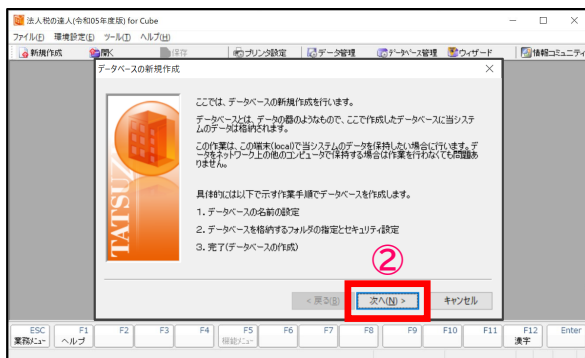 法人税の達人(令和05年度版) for Cube
ファイル(F) 環境設定(E) ツール(T) ヘルプ(H)
新規作成 開く 保存 プリンタ設定 データ管理 データベース管理 ウィザード 情報コミュニティ
データベースの新規作成
TATSUZIN
ここでは、データベースの新規作成を行います。
データベースとは、データの器のようなもので、ここで作成したデータベースに当システ
ムのデータは格納されます。
この作業は、この端末(local)で当システムのデータを保持したい場合に行います。デ
ータをネットワーク上の他のコンピュータで保持する場合は作業を行わなくても問題あ
りません。
具体的には以下で示す作業手順でデータベースを作成します。
1. データベースの名前の設定
2. データベースを格納するフォルダの指定とセキュリティ設定
3. 完了(データベースの作成)
②
< 戻る(B) 次へ(N) > キャンセル
ESC F1 F2 F3 F4 F5 F6 F7 F8 F9 F10 F11 F12 Enter
業務メニュー ヘルプ 機能メニュー 漢字